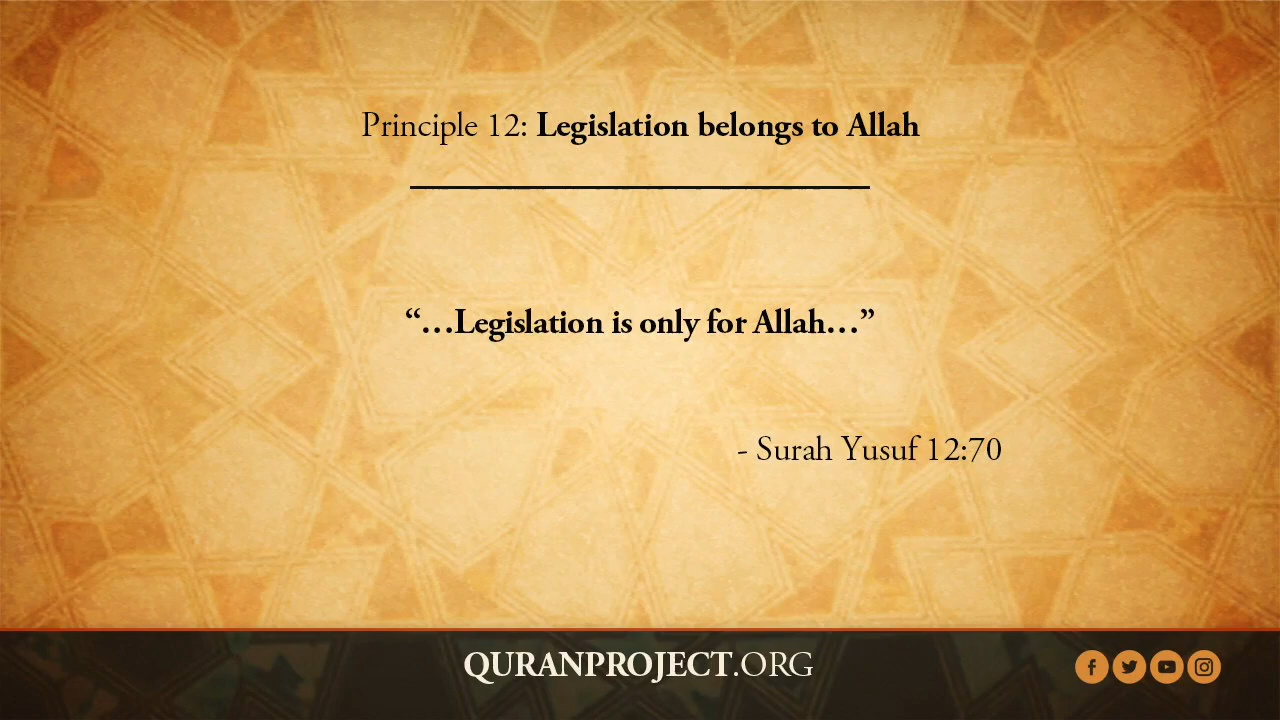 Principle 12: Legislation belongs to Allah
“…Legislation is only for Allah…”
- Surah Yusuf 12:70
QURANPROJECT.ORG